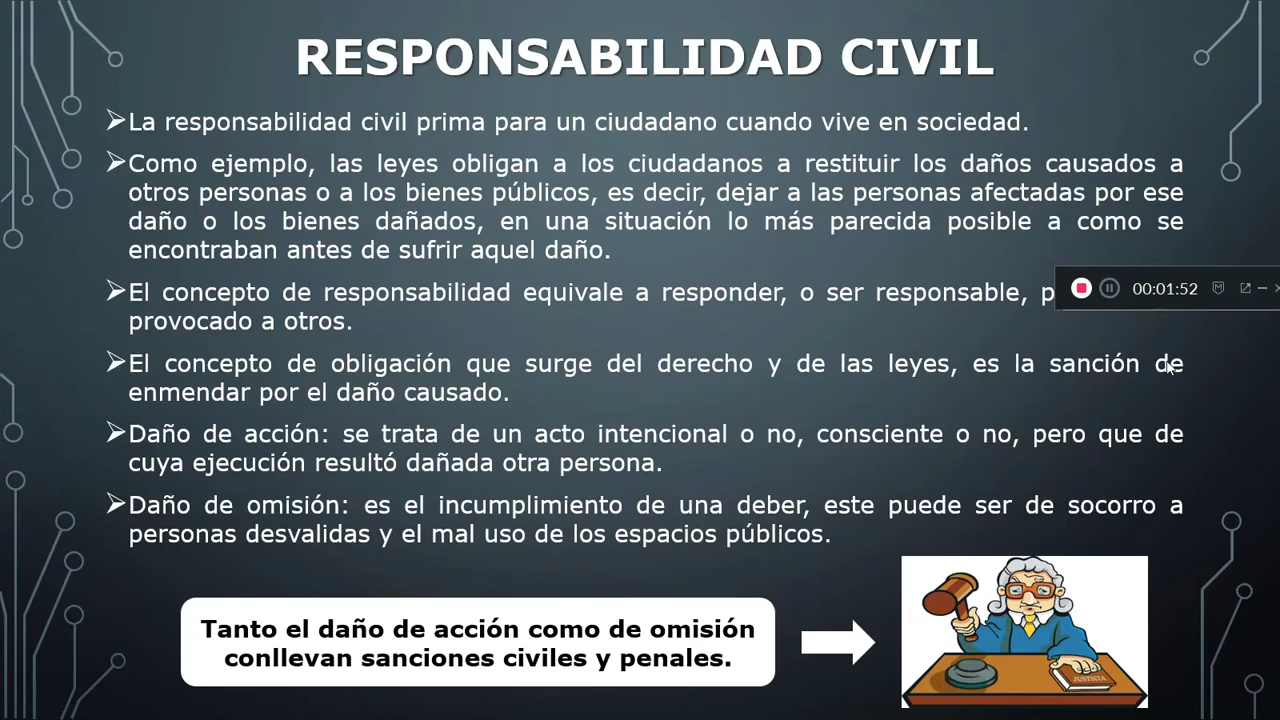 RESPONSABILIDAD CIVIL
La responsabilidad civil prima para un ciudadano cuando vive en sociedad.
Como ejemplo, las leyes obligan a los ciudadanos a restituir los daños causados a
otros personas o a los bienes públicos, es decir, dejar a las personas afectadas por ese
daño o los bienes dañados, en una situación lo más parecida posible a como se
encontraban antes de sufrir aquel daño.
El concepto de responsabilidad equivale a responder, o ser responsable,
00:01:52
provocado a otros.
El concepto de obligación que surge del derecho y de las leyes, es la sanción de
enmendar por el daño causado.
Daño de acción: se trata de un acto intencional o no, consciente o no, pero que de
cuya ejecución resultó dañada otra persona.
Daño de omisión: es el incumplimiento de una deber, este puede ser de socorro a
personas desvalidas y el mal uso de los espacios públicos.
Tanto el daño de acción como de omisión
conllevan sanciones civiles y penales.
JUSTICIA